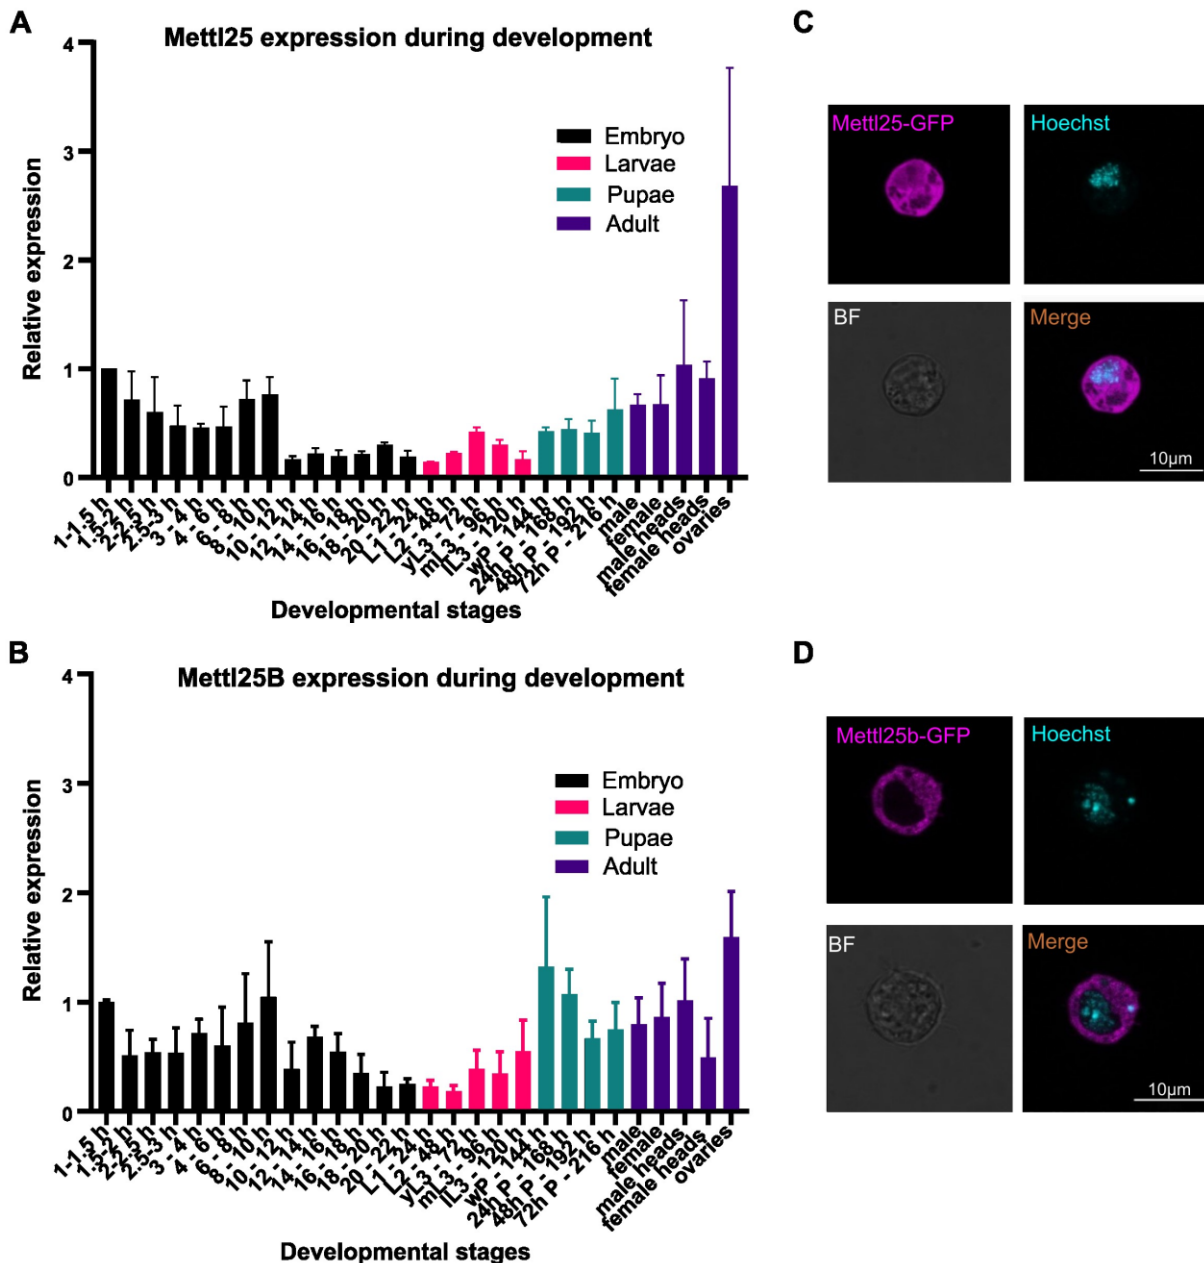 A
Mettl25 expression during development
4
3
2
1
0
Relative expression
Embryo
Larvae
Pupae
Adult
1-1.5 h
1.5-2 h
2-2.5 h
2.5-3 h
3 - 4 h
4 - 6 h
6 - 8 h
8 - 10 h
10 - 12 h
12 - 14 h
14 - 16 h
16 - 18 h
18 - 20 h
20 - 22 h
L1 - 24 h
L2 - 48 h
yL3 - 72 h
mL3 - 96 h
lL3 - 120 h
wP - 144 h
24h P - 168 h
48h P - 192 h
72h P - 216 h
male
female
male heads
female heads
ovaries
Developmental stages
C
Mettl25-GFP
Hoechst
BF
Merge
10µm
B
Mettl25B expression during development
4
3
2
1
0
Relative expression
Embryo
Larvae
Pupae
Adult
1-1.5 h
1.5-2 h
2-2.5 h
2.5-3 h
3 - 4 h
4 - 6 h
6 - 8 h
8 - 10 h
10 - 12 h
12 - 14 h
14 - 16 h
16 - 18 h
18 - 20 h
20 - 22 h
L1 - 24 h
L2 - 48 h
yL3 - 72 h
mL3 - 96 h
lL3 - 120 h
wP - 144 h
24h P - 168 h
48h P - 192 h
72h P - 216 h
male
female
male heads
female heads
ovaries
Developmental stages
D
Mettl25b-GFP
Hoechst
BF
Merge
10µm